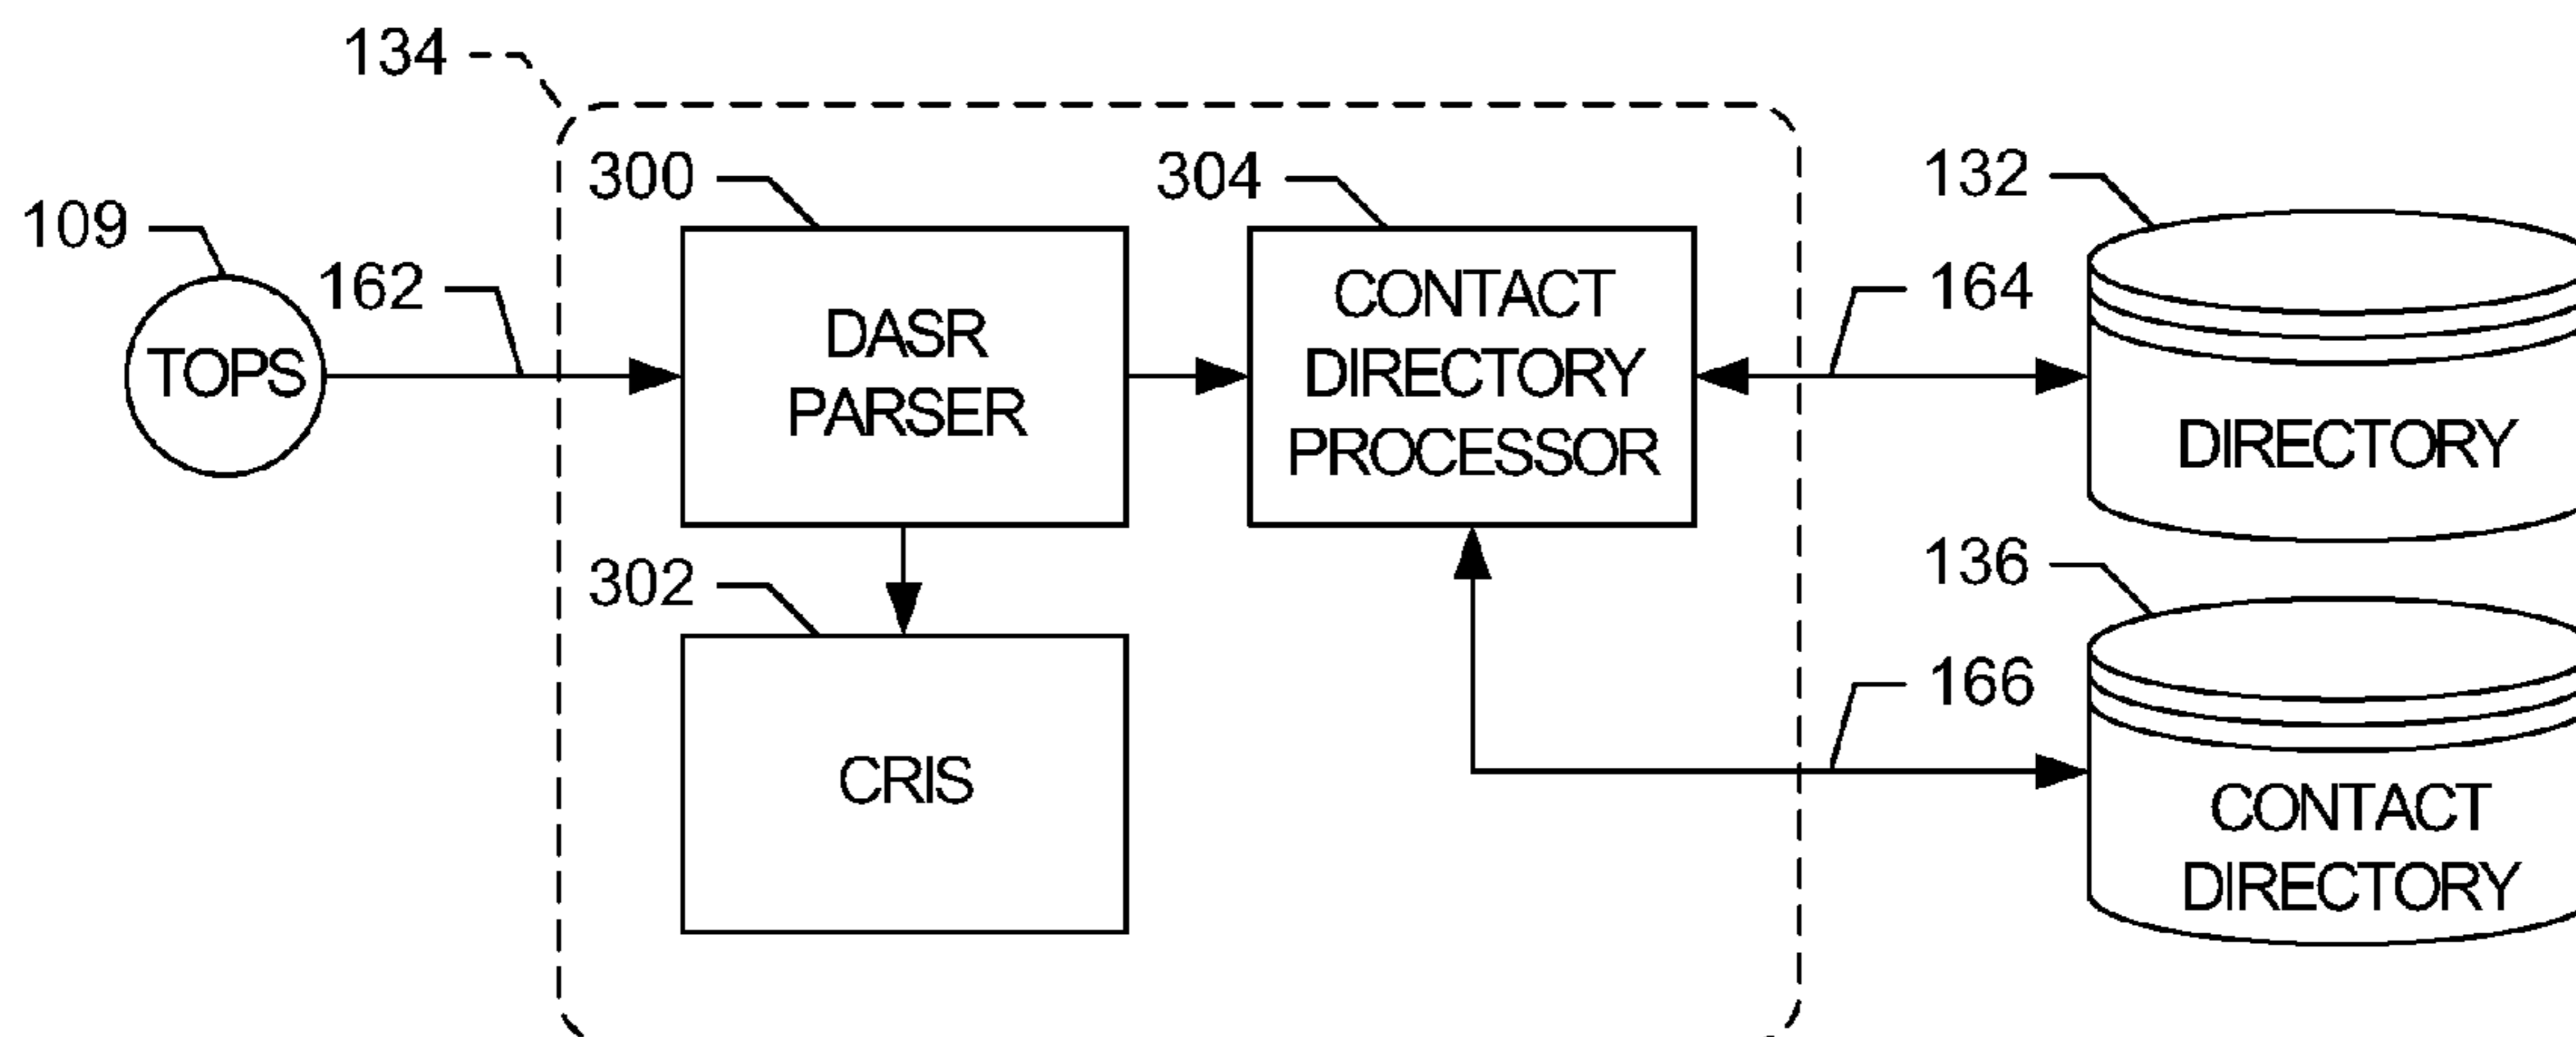 134
300
304
132
109
162
164
TOPS
DASR
PARSER
CONTACT
DIRECTORY
PROCESSOR
DIRECTORY
302
136
166
CRIS
CONTACT
DIRECTORY